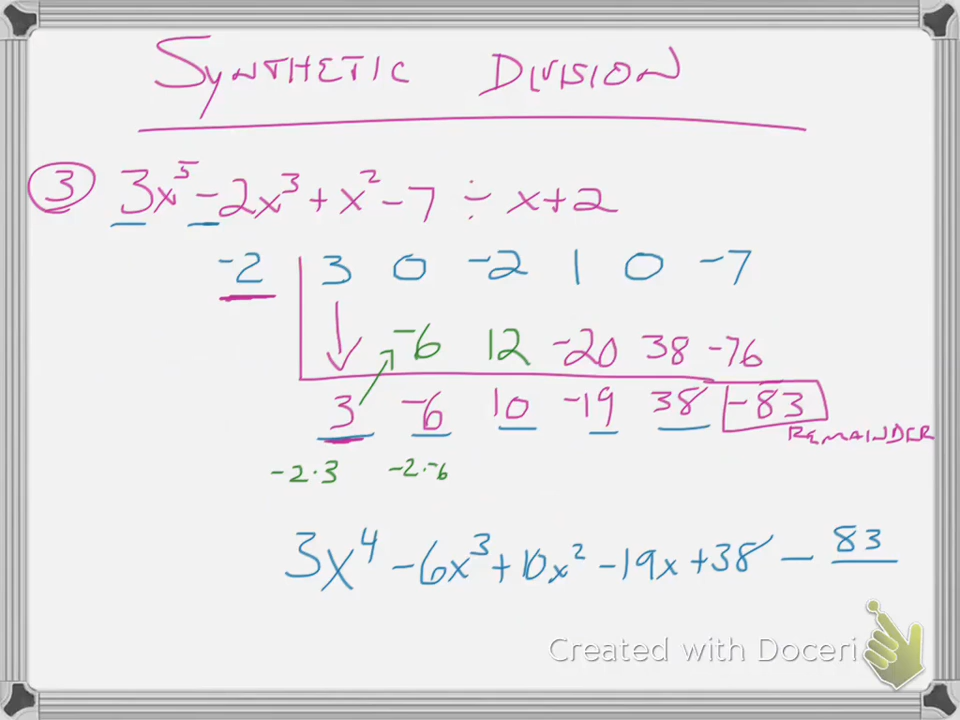 SYNTHETIC DIVISION
3 3x⁵ -2x³ + x² -7 ÷ x+2
-2 3 0 -2 1 0 -7
-6 12 -20 38 -76
3 -6 10 -19 38 -83
REMAINDER
-2·3 -2·-6
3x⁴ -6x³ +10x² -19x +38 - 83
Created with Doceri